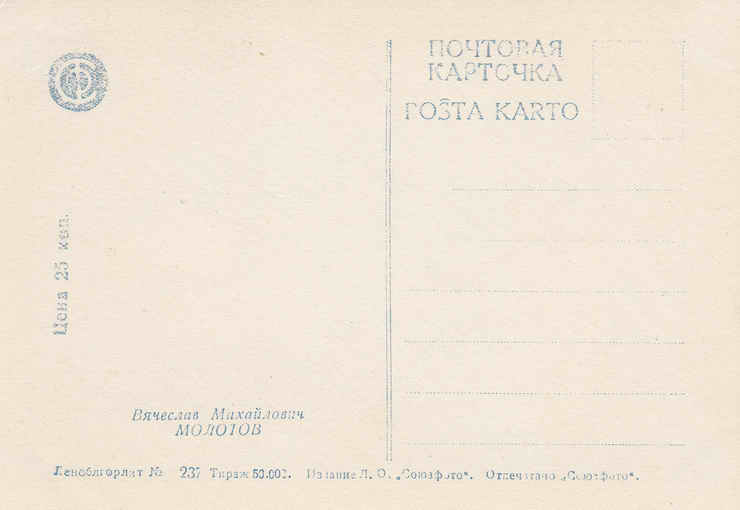 ПОЧТОВАЯ
КАРТОЧКА
POŜTA KARTO
Цена 25 коп.
Вячеслав Михайлович
МОЛОТОВ
Леноблгорлит № 237 Тираж 50.000. Издание Л. О. „Союзфото“. Отпечатано „Союзфото“.